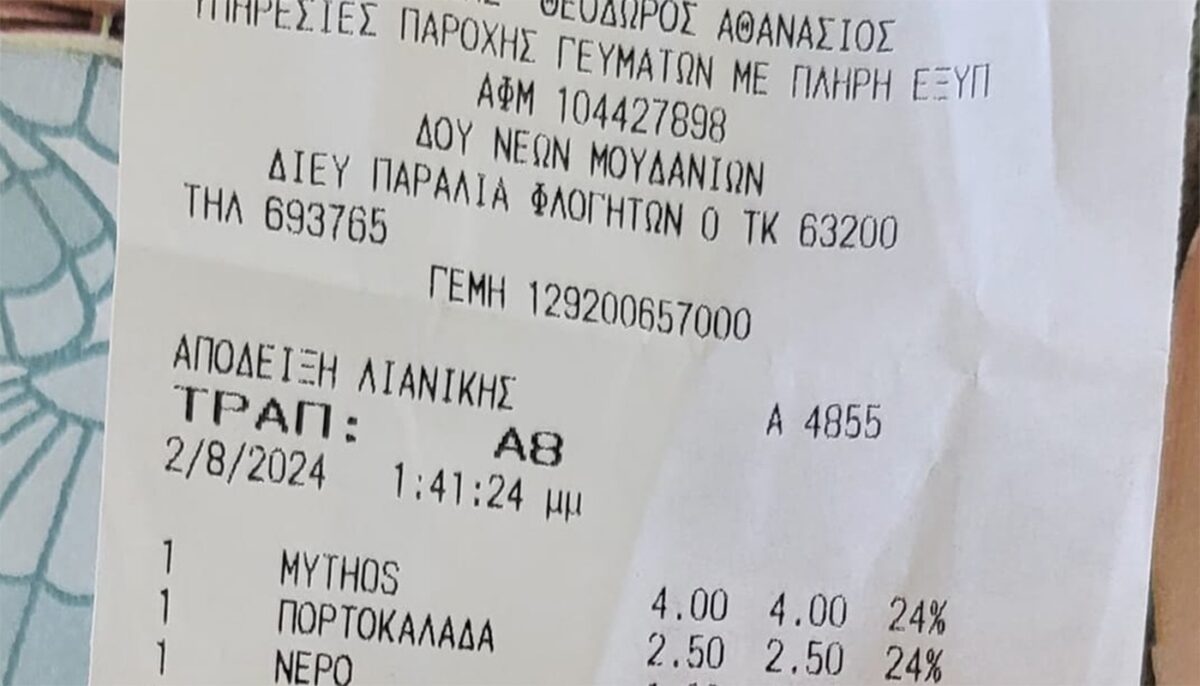 ΘΕΟΔΩΡΟΣ ΑΘΑΝΑΣΙΟΣ
ΥΠΗΡΕΣΙΕΣ ΠΑΡΟΧΗΣ ΓΕΥΜΑΤΩΝ ΜΕ ΠΛΗΡΗ ΕΞΥΠ
ΑΦΜ 104427898
ΔΟΥ ΝΕΩΝ ΜΟΥΔΑΝΙΩΝ
ΔΙΕΥ ΠΑΡΑΛΙΑ ΦΛΟΓΗΤΩΝ 0 ΤΚ 63200
ΤΗΛ 693765
ΓΕΜΗ 129200657000
ΑΠΟΔΕΙΞΗ ΛΙΑΝΙΚΗΣ Α 4855
ΤΡΑΠ: Α8
2/8/2024 1:41:24 μμ
1 MYTHOS 4.00 4.00 24%
1 ΠΟΡΤΟΚΑΛΑΔΑ 2.50 2.50 24%
1 ΝΕΡΟ